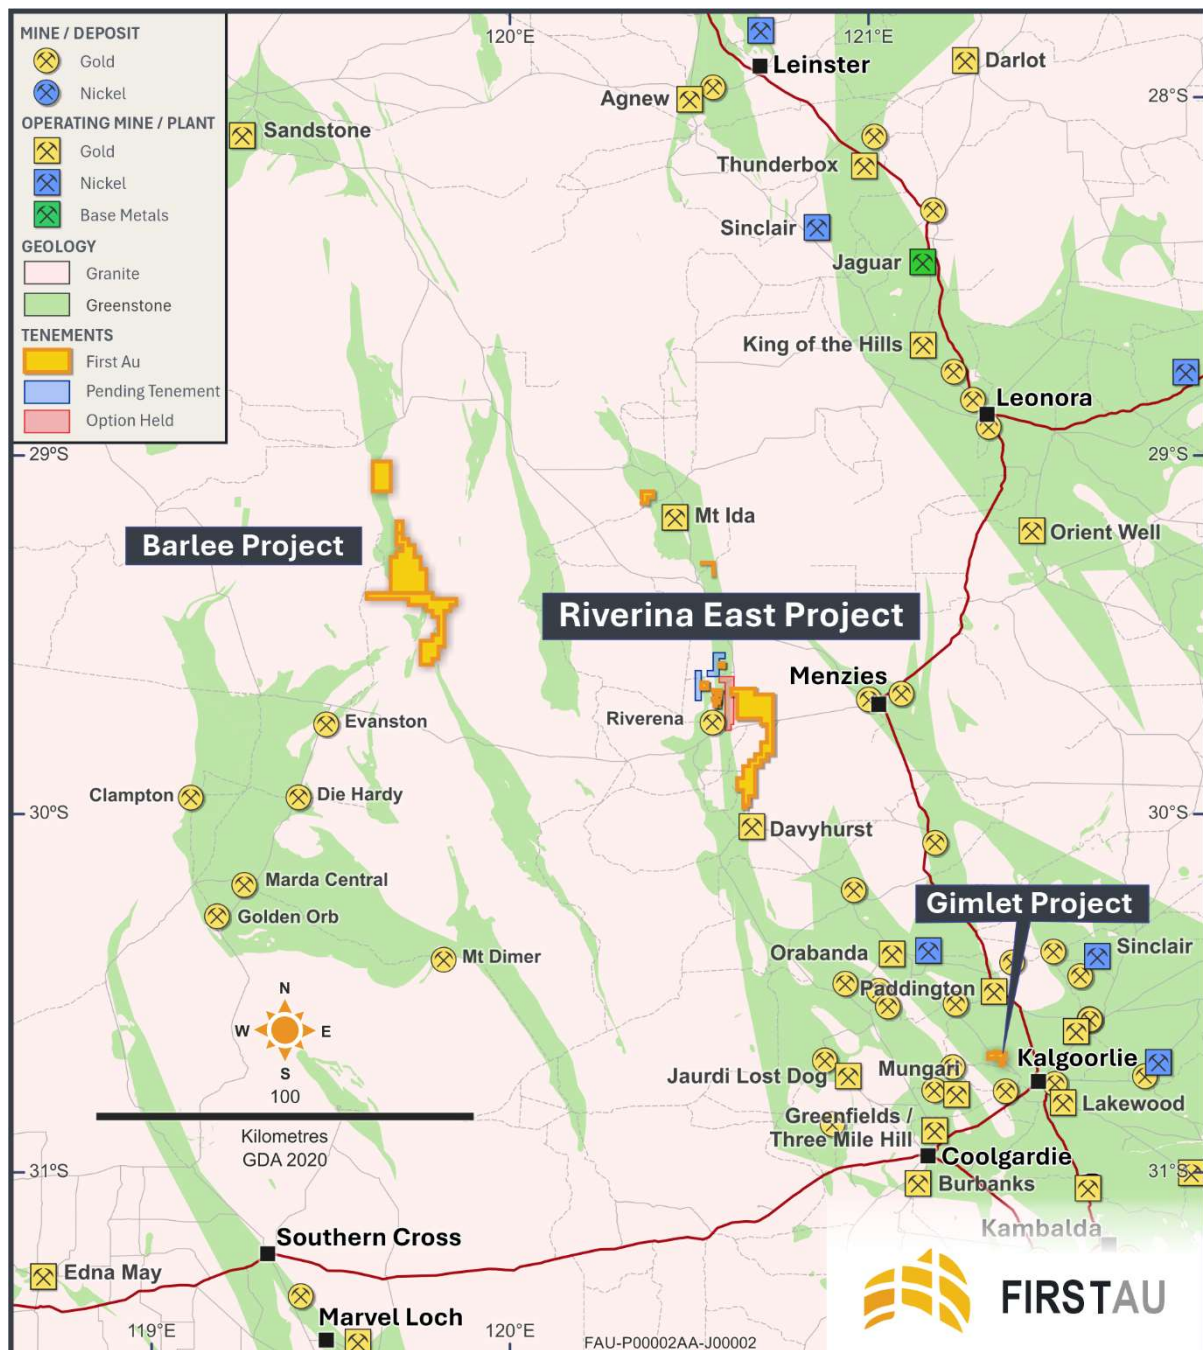 MINE / DEPOSIT
Gold
Nickel
OPERATING MINE / PLANT
Gold
Nickel
Base Metals
GEOLOGY
Granite
Greenstone
TENEMENTS
First Au
Pending Tenement
Option Held
120°E
121°E
Leinster
Darlot
Agnew
28°S
Sandstone
Thunderbox
Sinclair
Jaguar
King of the Hills
Leonora
29°S
29°S
Mt Ida
Orient Well
Barlee Project
Riverina East Project
Menzies
Riverena
Evanston
Clampton
Die Hardy
30°S
30°S
Davyhurst
Marda Central
Golden Orb
Gimlet Project
Mt Dimer
Orabanda
Sinclair
Paddington
N
W
E
S
Kalgoorlie
Jaurdi Lost Dog
Mungari
100
Lakewood
Kilometres
GDA 2020
Greenfields /
Three Mile Hill
Coolgardie
31°S
31°S
Burbanks
Kambalda
Southern Cross
Edna May
Marvel Loch
119°E
120°E
FAU-P00002AA-J00002
FIRSTAU